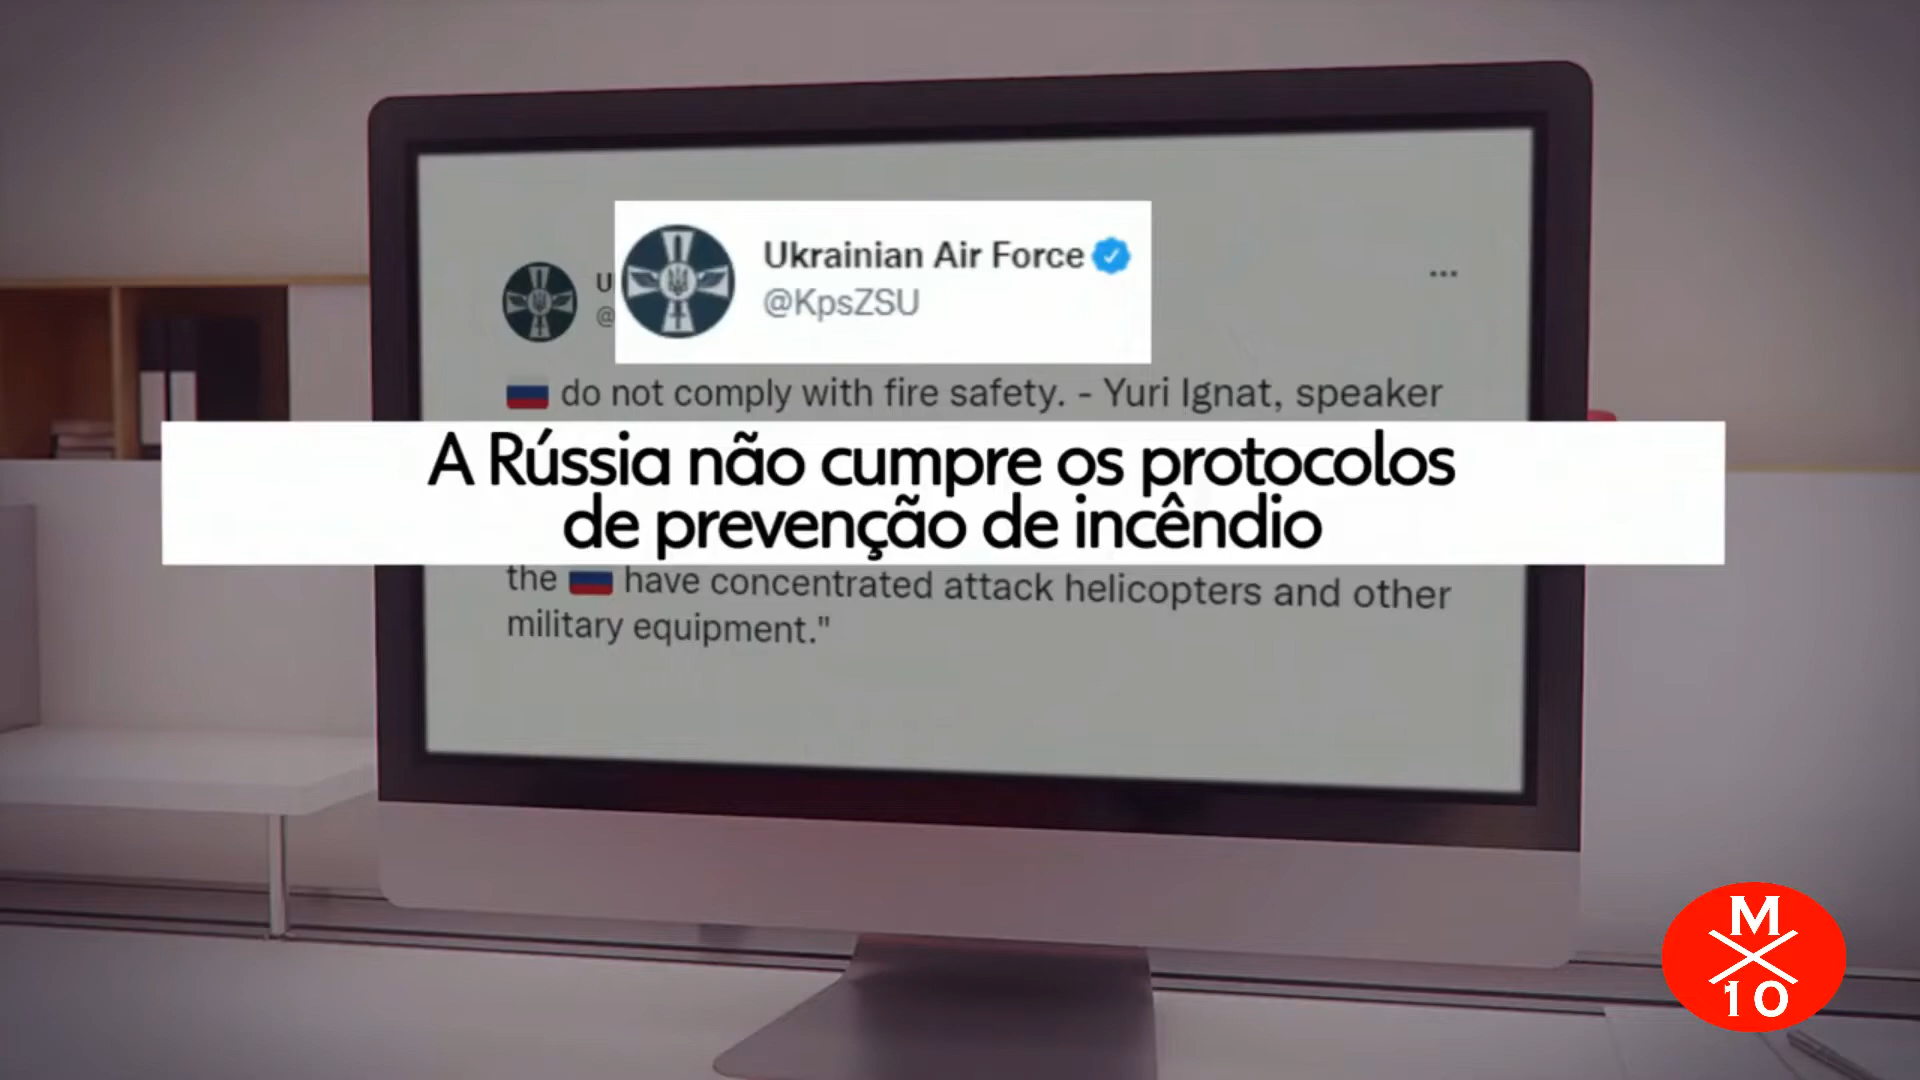 Ukrainian Air Force
@KpsZSU
U
@
do not comply with fire safety. - Yuri Ignat, speaker
A Rússia não cumpre os protocolos
de prevenção de incêndio
the have concentrated attack helicopters and other
military equipment."
M
10